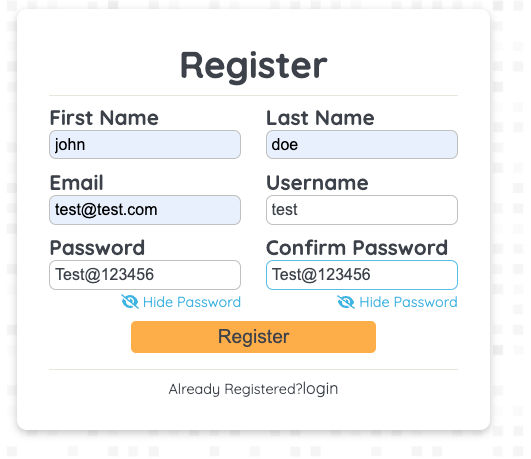 Register
First Name Last Name
john doe
Email Username
test@test.com test
Password Confirm Password
Test@123456 Test@123456
Hide Password Hide Password
Register
Already Registered?login